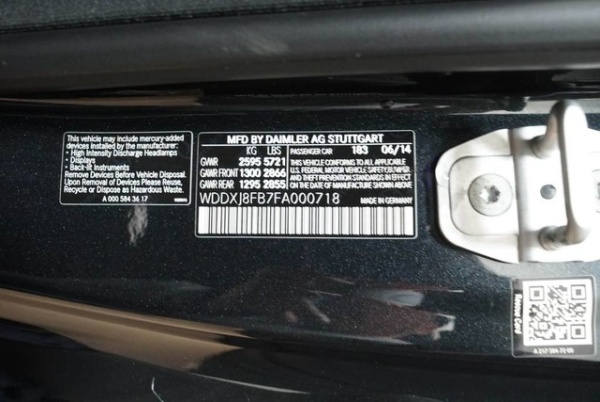 This vehicle may include mercury-added
devices installed by the manufacturer:
• High Intensity Discharge Headlamps
• Displays
• Back-lit Instruments
Remove Devices Before Vehicle Disposal.
Upon Removal of Devices Please Reuse,
Recycle or Dispose as Hazardous Waste.
A 000 584 36 17
MFD BY DAIMLER AG STUTTGART
KG LBS PASSENGER CAR 183 06/14
GVWR 2595 5721
GAWR FRONT 1300 2866
GAWR REAR 1295 2855
THIS VEHICLE CONFORMS TO ALL APPLICABLE
U.S. FEDERAL MOTOR VEHICLE SAFETY/BUMPER
AND THEFT PREVENTION STANDARDS IN EFFECT
ON THE DATE OF MANUFACTURE SHOWN ABOVE.
WDDXJ8FB7FA000718 MADE IN GERMANY
Rescue Card